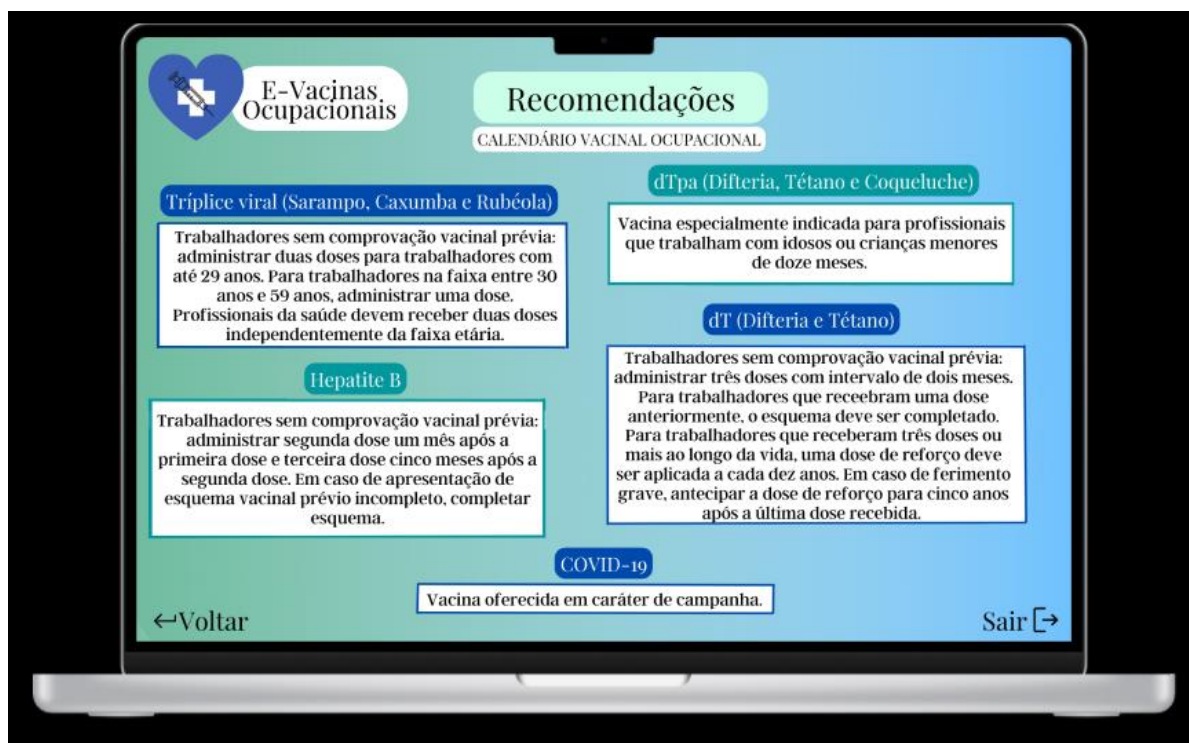 E-Vacinas
Ocupacionais
Recomendações
CALENDÁRIO VACINAL OCUPACIONAL
Tríplice viral (Sarampo, Caxumba e Rubéola)
Trabalhadores sem comprovação vacinal prévia:
administrar duas doses para trabalhadores com
até 29 anos. Para trabalhadores na faixa entre 30
anos e 59 anos, administrar uma dose.
Profissionais da saúde devem receber duas doses
independentemente da faixa etária.
Hepatite B
Trabalhadores sem comprovação vacinal prévia:
administrar segunda dose um mês após a
primeira dose e terceira dose cinco meses após a
segunda dose. Em caso de apresentação de
esquema vacinal prévio incompleto, completar
esquema.
dTpa (Difteria, Tétano e Coqueluche)
Vacina especialmente indicada para profissionais
que trabalham com idosos ou crianças menores
de doze meses.
dT (Difteria e Tétano)
Trabalhadores sem comprovação vacinal prévia:
administrar três doses com intervalo de dois meses.
Para trabalhadores que receebram uma dose
anteriormente, o esquema deve ser completado.
Para trabalhadores que receberam três doses ou
mais ao longo da vida, uma dose de reforço deve
ser aplicada a cada dez anos. Em caso de ferimento
grave, antecipar a dose de reforço para cinco anos
após a última dose recebida.
COVID-19
Vacina oferecida em caráter de campanha.
Voltar
Sair